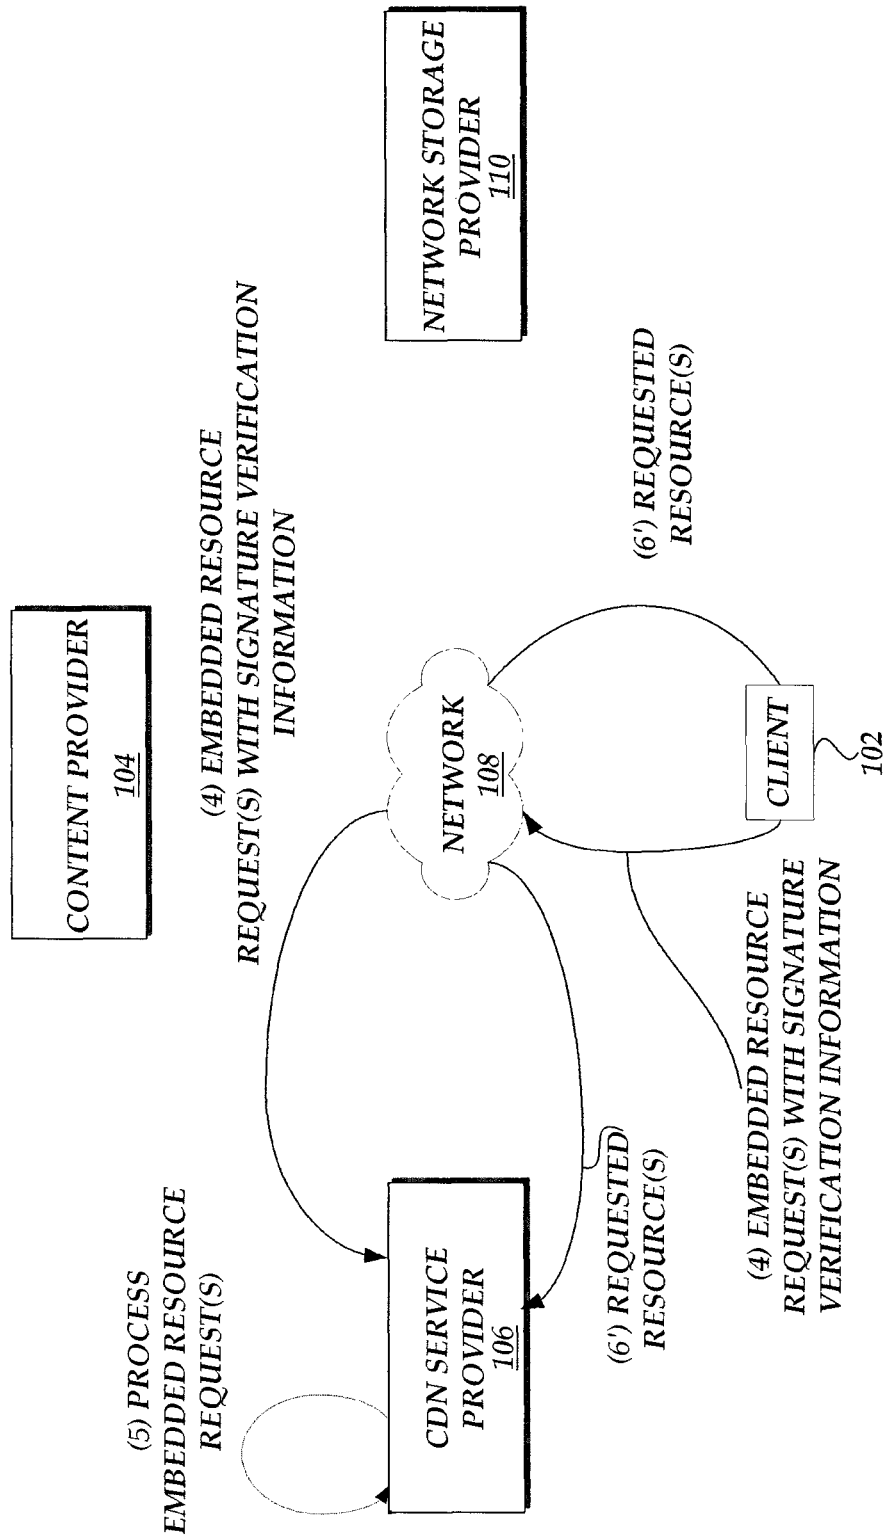 (5) PROCESS
EMBEDDED RESOURCE
REQUEST(S)
CONTENT PROVIDER
104
(4) EMBEDDED RESOURCE
REQUEST(S) WITH SIGNATURE VERIFICATION
INFORMATION
CDN SERVICE
PROVIDER
106
NETWORK
108
NETWORK STORAGE
PROVIDER
110
(6') REQUESTED
RESOURCE(S)
(6') REQUESTED
RESOURCE(S)
(4) EMBEDDED RESOURCE
REQUEST(S) WITH SIGNATURE
VERIFICATION INFORMATION
CLIENT
102